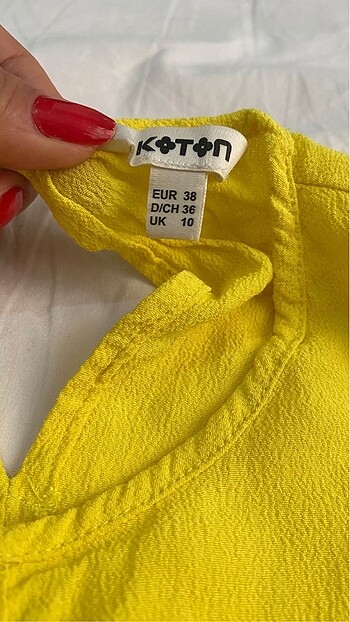 KOTON
EUR 38
D/CH 36
UK 10